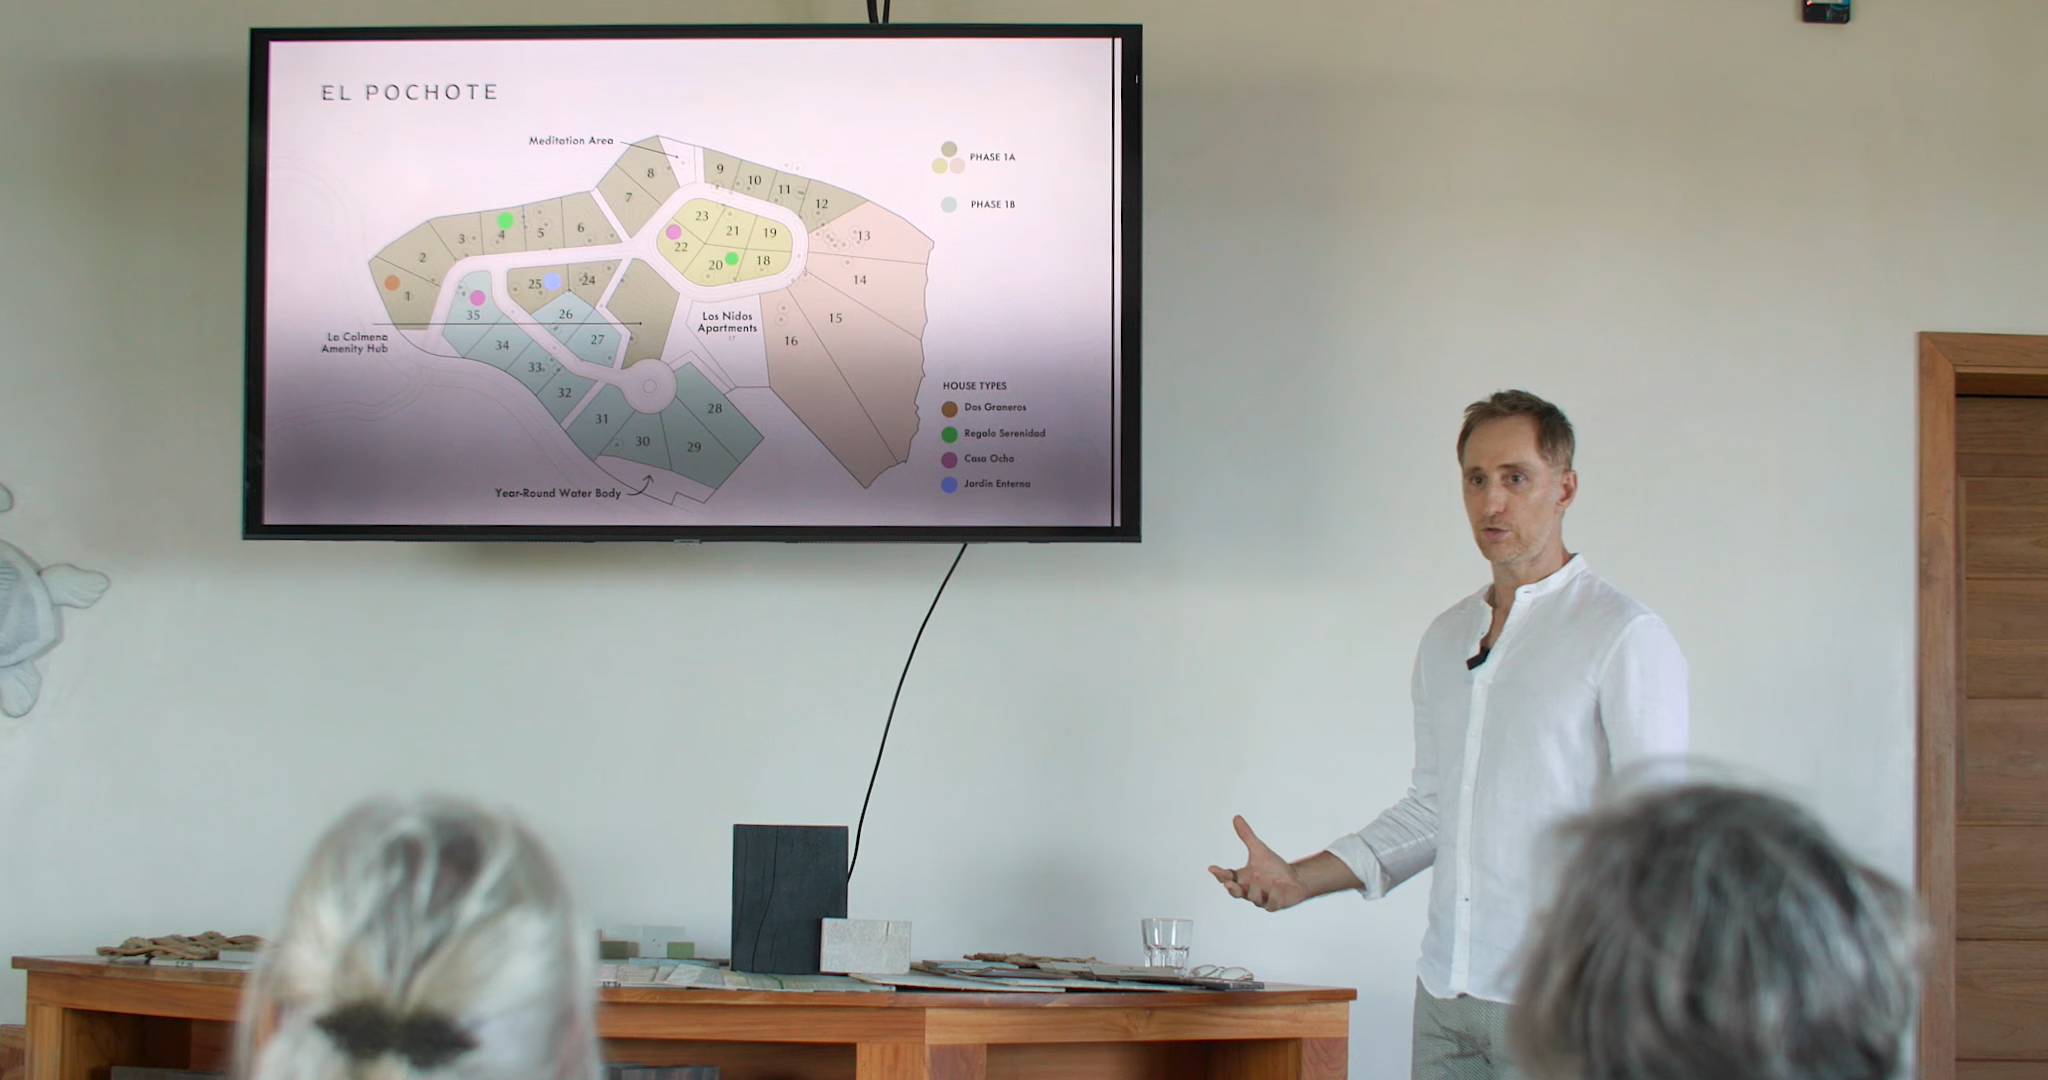 EL POCHOTE
Meditation Area
PHASE 1A
PHASE 1B
8
9
10
11
12
7
23
13
3
4
5
6
22
21
19
2
20
18
14
1
25
24
35
26
15
Los Nidos
Apartments
17
16
La Colmena
Amenity Hub
34
27
33
32
28
31
30
29
Year-Round Water Body
HOUSE TYPES
Dos Graneros
Regalo Serenidad
Casa Ocho
Jardin Enterno